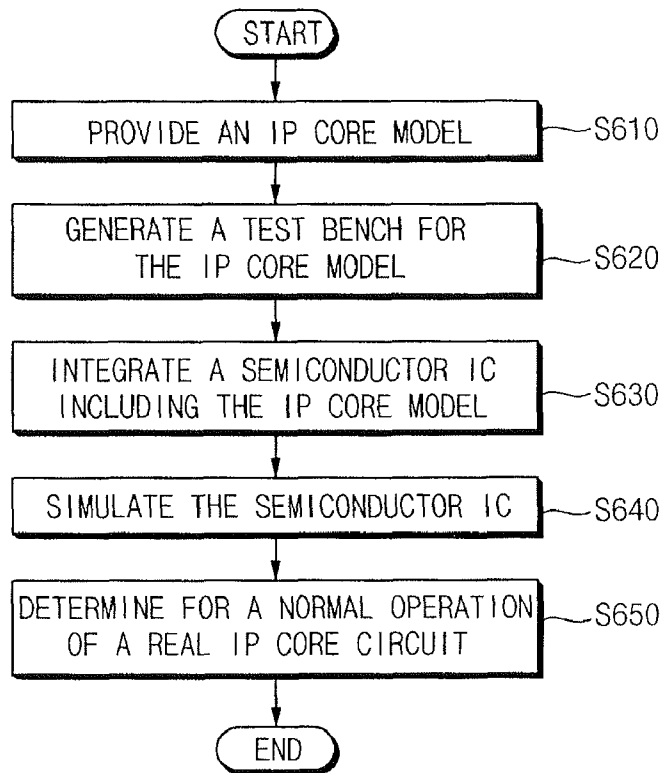 START
PROVIDE AN IP CORE MODEL
S610
GENERATE A TEST BENCH FOR
THE IP CORE MODEL
S620
INTEGRATE A SEMICONDUCTOR IC
INCLUDING THE IP CORE MODEL
S630
SIMULATE THE SEMICONDUCTOR IC
S640
DETERMINE FOR A NORMAL OPERATION
OF A REAL IP CORE CIRCUIT
S650
END